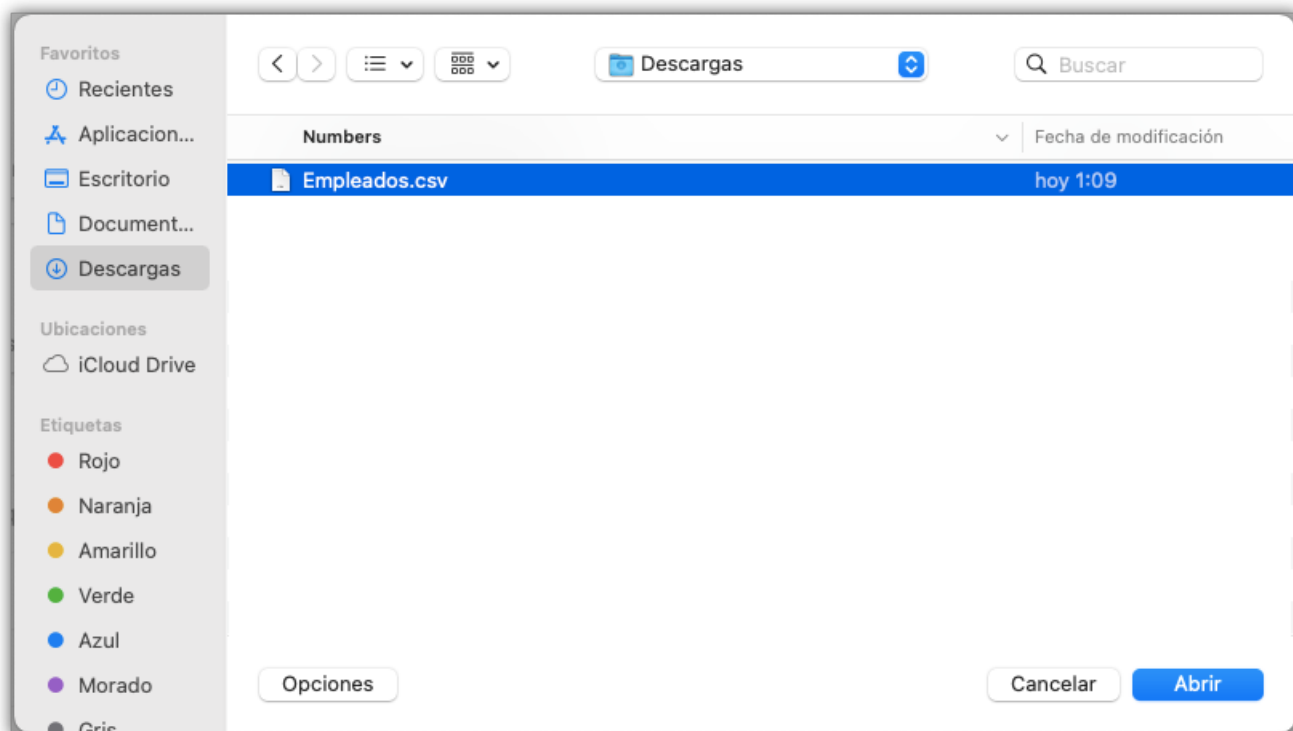 Favoritos
Recientes
Aplicacion...
Escritorio
Document...
Descargas
Ubicaciones
iCloud Drive
Etiquetas
Rojo
Naranja
Amarillo
Verde
Azul
Morado
Gris
Descargas
Buscar
Numbers Fecha de modificación
Empleados.csv hoy 1:09
Opciones Cancelar Abrir